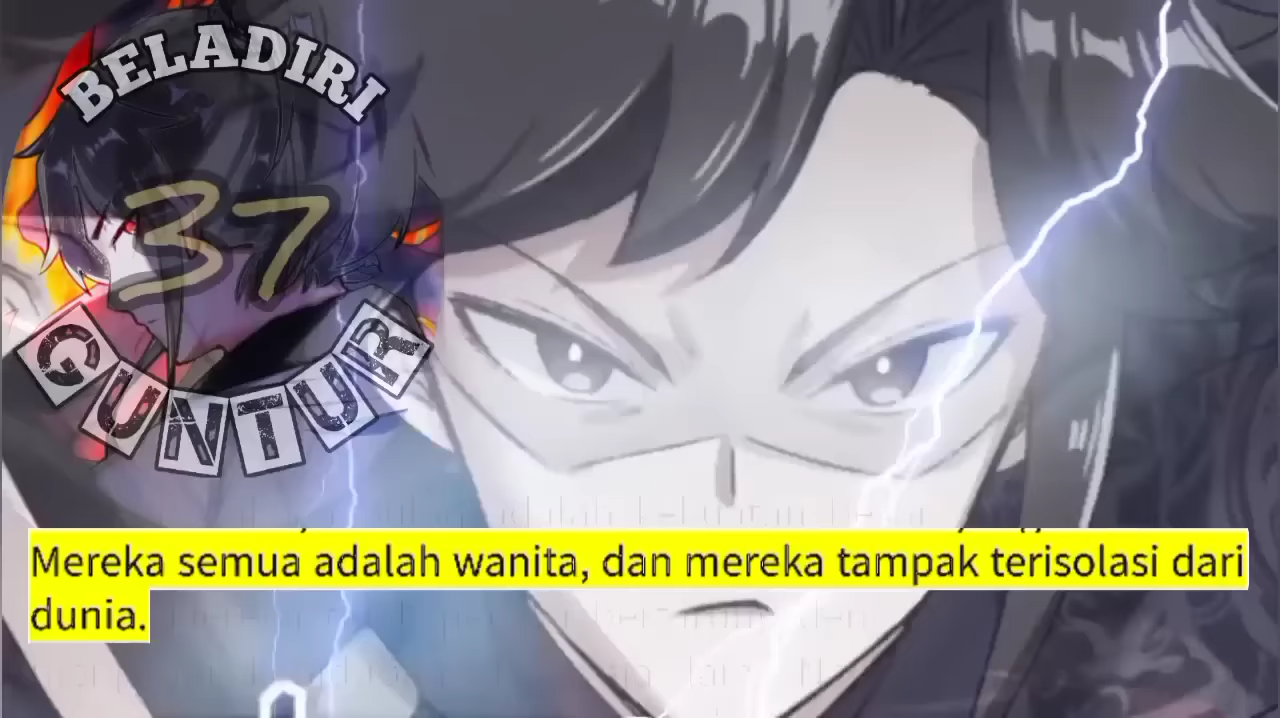 BELADIRI
37
GUNTUR
Mereka semua adalah wanita, dan mereka tampak terisolasi dari
dunia.